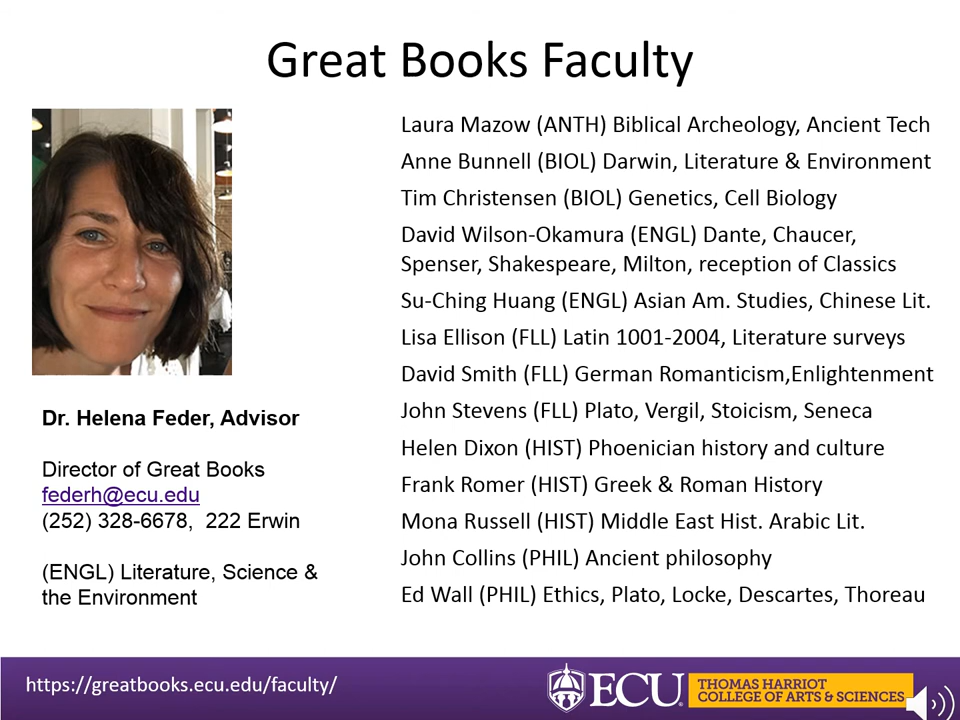 Great Books Faculty
Dr. Helena Feder, Advisor
Director of Great Books
federh@ecu.edu
(252) 328-6678,  222 Erwin
(ENGL) Literature, Science &
the Environment
Laura Mazow (ANTH) Biblical Archeology, Ancient Tech
Anne Bunnell (BIOL) Darwin, Literature & Environment
Tim Christensen (BIOL) Genetics, Cell Biology
David Wilson-Okamura (ENGL) Dante, Chaucer,
Spenser, Shakespeare, Milton, reception of Classics
Su-Ching Huang (ENGL) Asian Am. Studies, Chinese Lit.
Lisa Ellison (FLL) Latin 1001-2004, Literature surveys
David Smith (FLL) German Romanticism,Enlightenment
John Stevens (FLL) Plato, Vergil, Stoicism, Seneca
Helen Dixon (HIST) Phoenician history and culture
Frank Romer (HIST) Greek & Roman History
Mona Russell (HIST) Middle East Hist. Arabic Lit.
John Collins (PHIL) Ancient philosophy
Ed Wall (PHIL) Ethics, Plato, Locke, Descartes, Thoreau
https://greatbooks.ecu.edu/faculty/
ECU
THOMAS HARRIOT
COLLEGE OF ARTS & SCIENCES